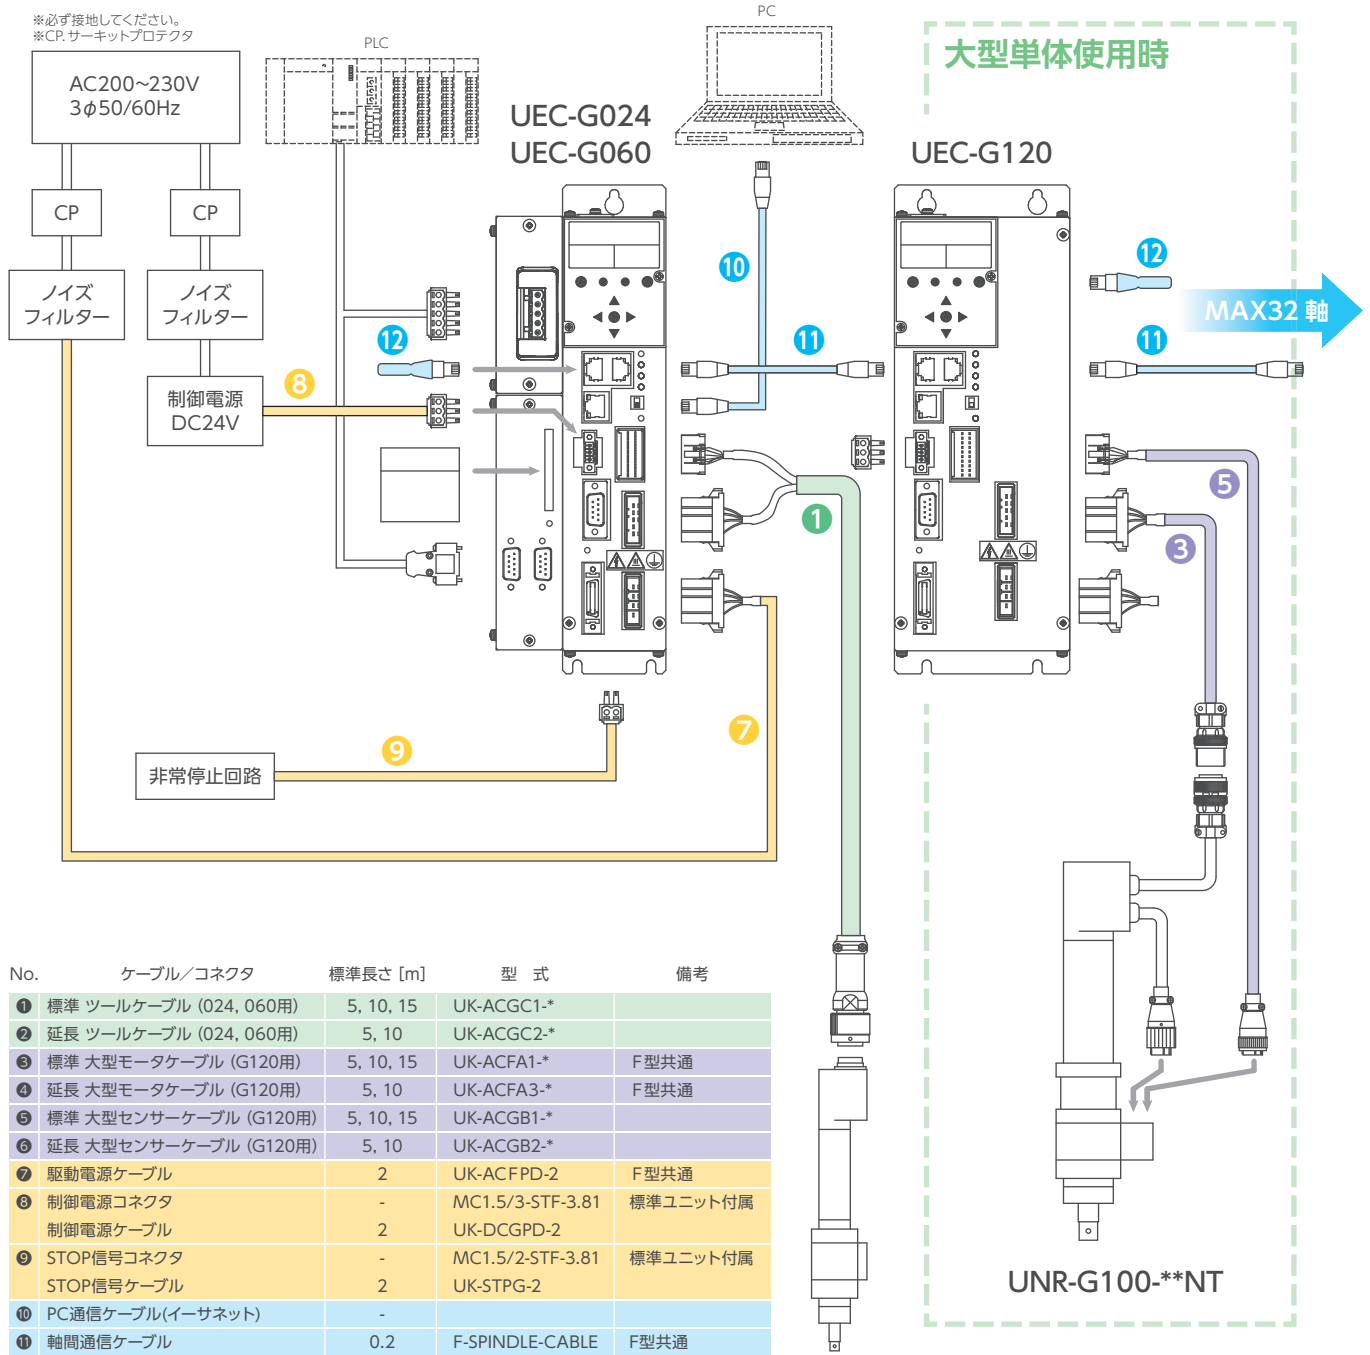 ※必ず接地してください。
※CP.サーキットプロテクタ
AC200~230V
3φ50/60Hz
CP
CP
ノイズ
フィルター
ノイズ
フィルター
制御電源
DC24V
PLC
PC
UEC-G024
UEC-G060
大型単体使用時
UEC-G120
MAX32 軸
⑩
⑫
⑪
⑫
⑪
⑧
❶
❺
❸
⑦
⑨
非常停止回路
UNR-G100-**NT
No. ケーブル／コネクタ 標準長さ [m] 型 式 備考
❶ 標準 ツールケーブル (024, 060用) 5, 10, 15 UK-ACGC1-*
❷ 延長 ツールケーブル (024, 060用) 5, 10 UK-ACGC2-*
❸ 標準 大型モータケーブル (G120用) 5, 10, 15 UK-ACFA1-* F型共通
❹ 延長 大型モータケーブル (G120用) 5, 10 UK-ACFA3-* F型共通
❺ 標準 大型センサーケーブル (G120用) 5, 10, 15 UK-ACGB1-*
❻ 延長 大型センサーケーブル (G120用) 5, 10 UK-ACGB2-*
❼ 駆動電源ケーブル 2 UK-ACFPD-2 F型共通
❽ 制御電源コネクタ - MC1.5/3-STF-3.81 標準ユニット付属
制御電源ケーブル 2 UK-DCGPD-2
❾ STOP信号コネクタ - MC1.5/2-STF-3.81 標準ユニット付属
STOP信号ケーブル 2 UK-STPG-2
❿ PC通信ケーブル(イーサネット) -
⓫ 軸間通信ケーブル 0.2 F-SPINDLE-CABLE F型共通